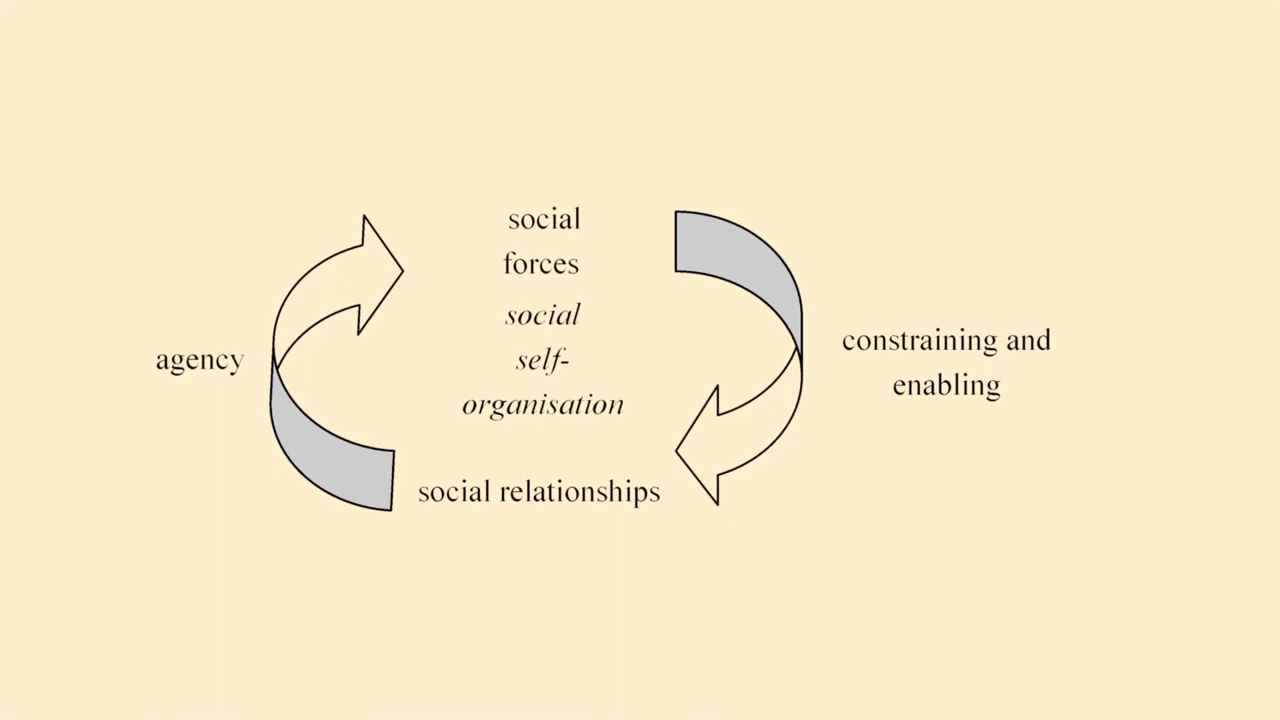 social
forces
social
self-
organisation
agency
constraining and
enabling
social relationships